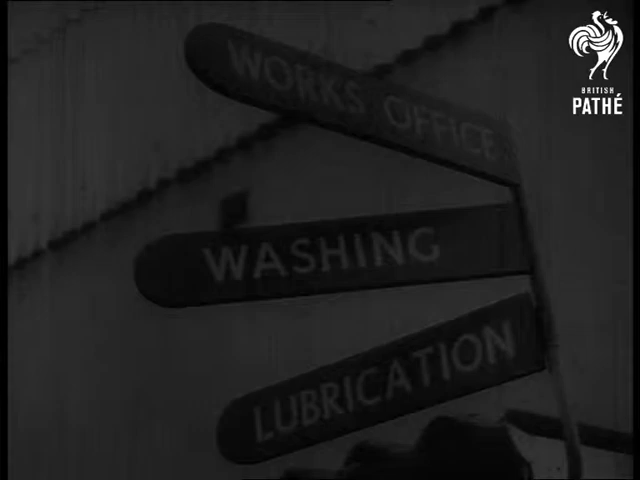 BRITISH
PATHÉ
WORKS OFFICE
WASHING
LUBRICATION